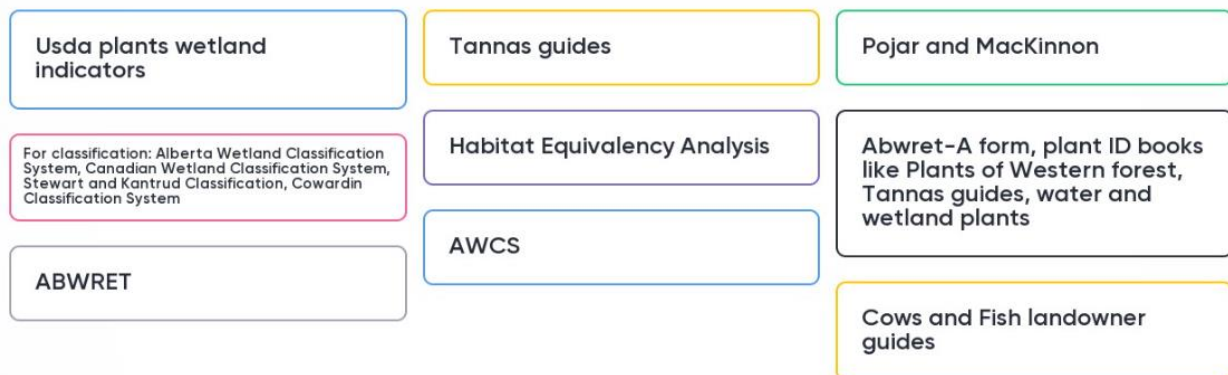 Usda plants wetland
indicators
For classification: Alberta Wetland Classification
System, Canadian Wetland Classification System,
Stewart and Kantrud Classification, Cowardin
Classification System
ABWRET
Tannas guides
Habitat Equivalency Analysis
AWCS
Pojar and MacKinnon
Abwret-A form, plant ID books
like Plants of Western forest,
Tannas guides, water and
wetland plants
Cows and Fish landowner
guides